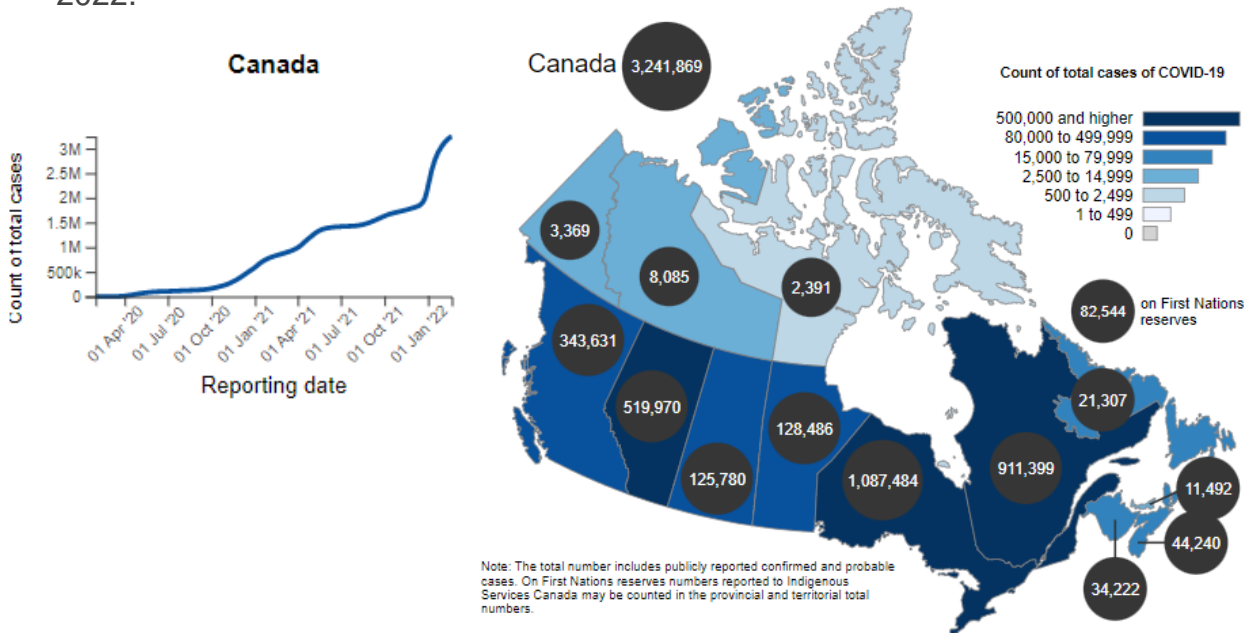 2022.
Canada
Count of total cases
3M
2.5M
2M
1.5M
1M
500k
0
01 Apr '20
01 Jul '20
01 Oct '20
01 Jan '21
01 Apr '21
01 Jul '21
01 Oct '21
01 Jan '22
Reporting date
Canada 3,241,869
Count of total cases of COVID-19
500,000 and higher
80,000 to 499,999
15,000 to 79,999
2,500 to 14,999
500 to 2,499
1 to 499
0
3,369
8,085
2,391
82,544
on First Nations
reserves
343,631
519,970
125,780
128,486
1,087,484
911,399
21,307
11,492
44,240
34,222
Note: The total number includes publicly reported confirmed and probable
cases. On First Nations reserves numbers reported to Indigenous
Services Canada may be counted in the provincial and territorial total
numbers.